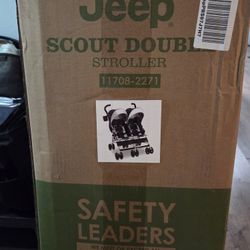 Jeep
SCOUT DOUBLE
STROLLER
11708-2271
SAFETY
LEADERS